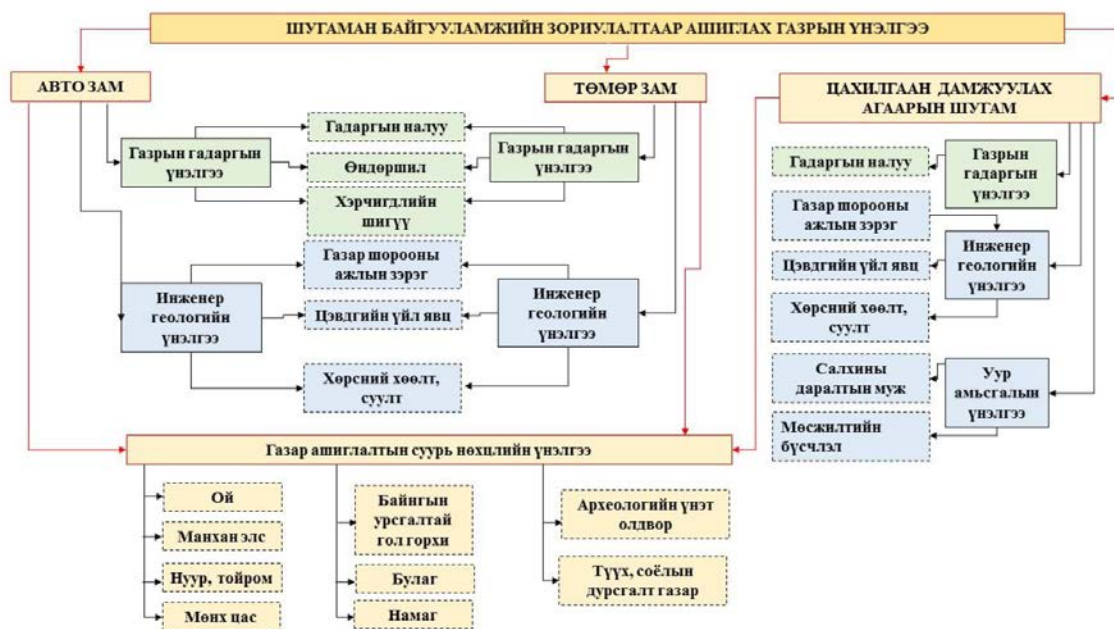 ШУГАМАН БАЙГУУЛАМЖИЙН ЗОРИУЛАЛТААР АШИГЛАХ ГАЗРЫН ҮНЭЛГЭЭ
АВТО ЗАМ
ТӨМӨР ЗАМ
ЦАХИЛГААН ДАМЖУУЛАХ
АГААРЫН ШУГАМ
Газрын гадаргын
үнэлгээ
Гадаргын налуу
Өндөршил
Хэрчигдлийн
шигүү
Газрын гадаргын
үнэлгээ
Инженер
геологийн
үнэлгээ
Газар шорооны
ажлын зэрэг
Цэвдгийн үйл явц
Хөрсний хөөлт,
суулт
Инженер
геологийн
үнэлгээ
Гадаргын налуу
Газрын
гадаргын
үнэлгээ
Газар шорооны
ажлын зэрэг
Цэвдгийн үйл явц
Хөрсний хөөлт,
суулт
Инженер
геологийн
үнэлгээ
Салхины
даралтын муж
Мөсжилтийн
бүсчлэл
Уур
амьсгалын
үнэлгээ
Газар ашиглалтын суурь нөхцлийн үнэлгээ
Ой
Манхан элс
Нуур, тойром
Мөнх цас
Байнгын
урсгалтай
гол горхи
Булаг
Намаг
Археологийн үнэт
олдвор
Түүх, соёлын
дурсгалт газар